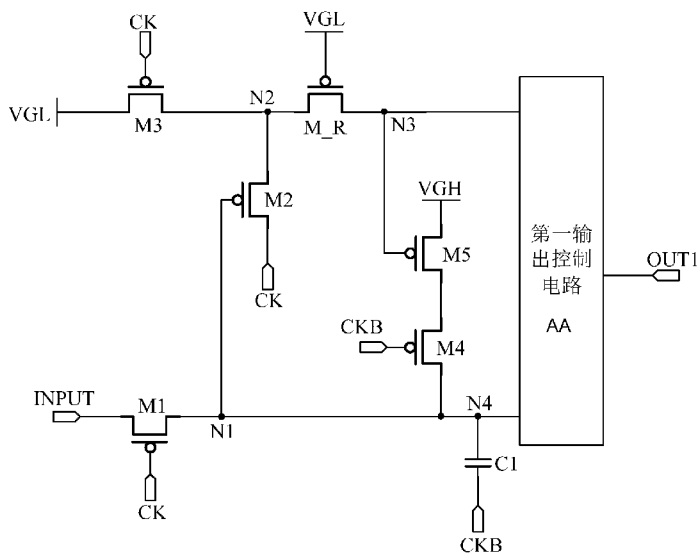 CK
VGL
VGL
M3
N2
M_R
N3
M2
VGH
M5
第一输
出控制
电路
AA
OUT1
CK
CKB
M4
INPUT
M1
N1
N4
C1
CK
CKB